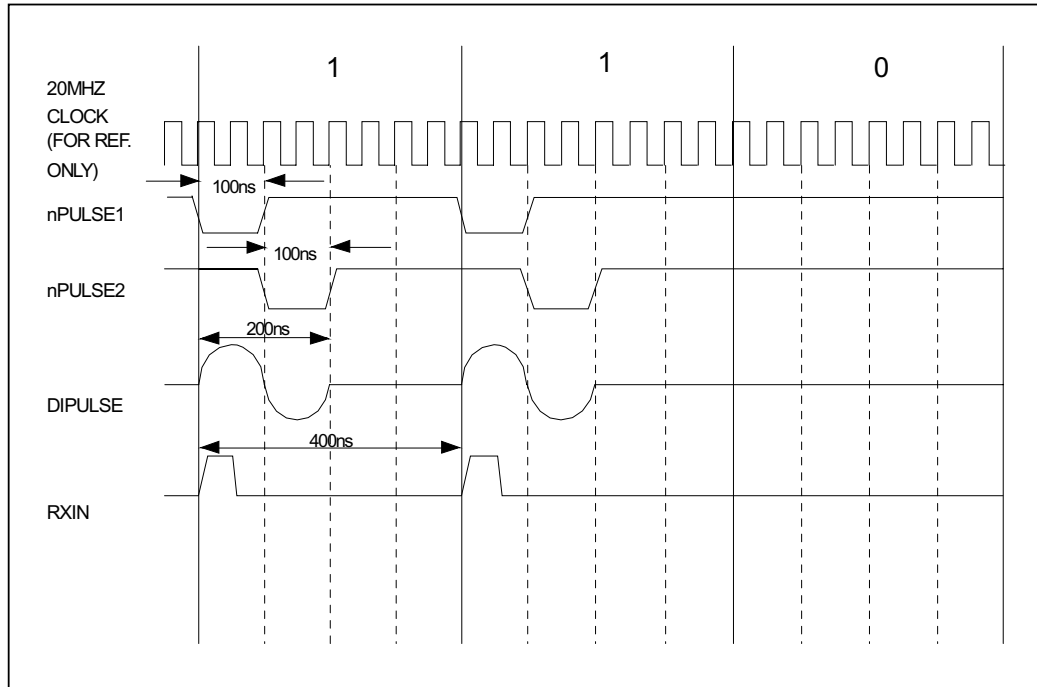 1 1 0
20MHZ
CLOCK
(FOR REF.
ONLY)
100ns
nPULSE1
100ns
nPULSE2
200ns
DIPULSE
400ns
RXIN